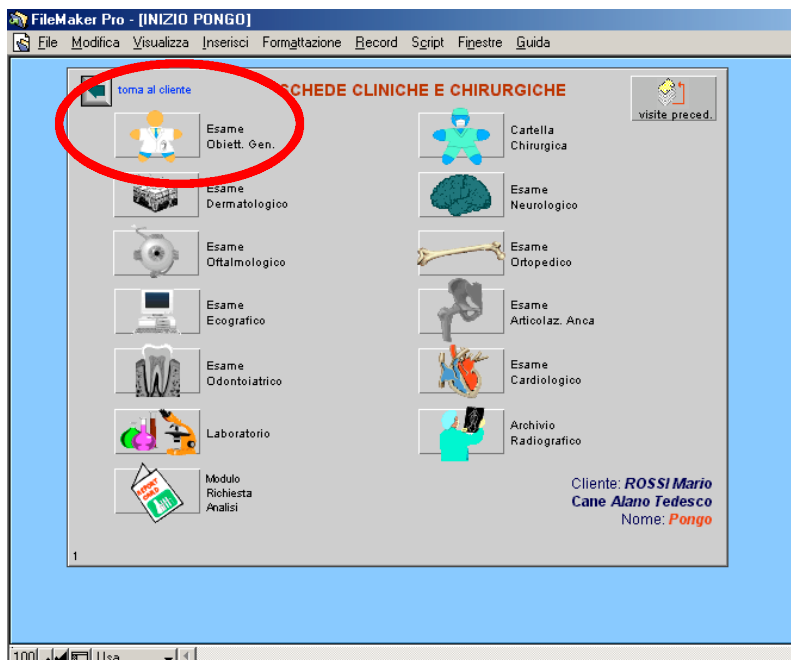 FileMaker Pro - [INIZIO PONGO]
File Modifica Visualizza Inserisci Formattazione Record Script Finestre Guida
torna al cliente
SCHEDE CLINICHE E CHIRURGICHE
visite preced.
Esame
Obiett. Gen.
Cartella
Chirurgica
Esame
Dermatologico
Esame
Neurologico
Esame
Oftalmologico
Esame
Ortopedico
Esame
Ecografico
Esame
Articolaz. Anca
Esame
Odontoiatrico
Esame
Cardiologico
Laboratorio
Archivio
Radiografico
REPORT
CARD
Modulo
Richiesta
Analisi
Cliente: ROSSI Mario
Cane Alano Tedesco
Nome: Pongo
1
100 Usa